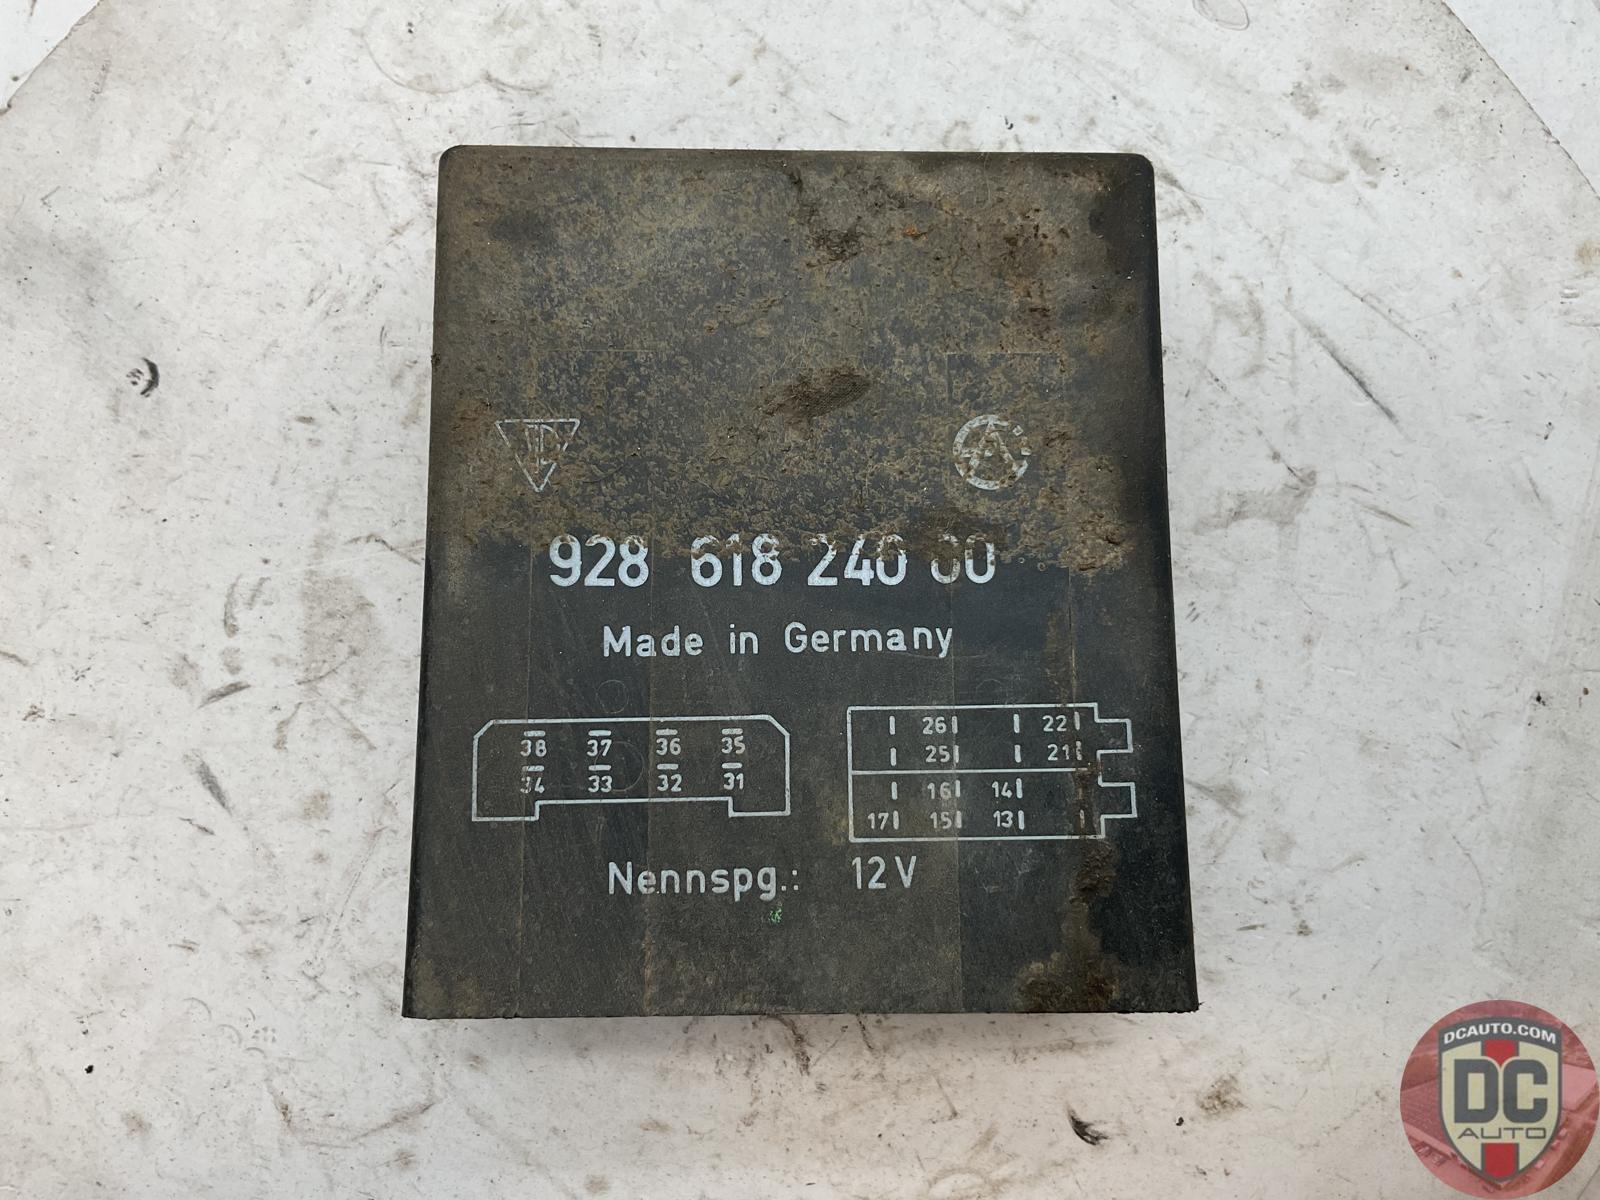 928 618 240 00
Made in Germany
38 37 36 35
34 33 32 31
26 22
25 21
16 14
17 15 13
Nennspg.: 12V
DCAUTO.COM
DC
AUTO